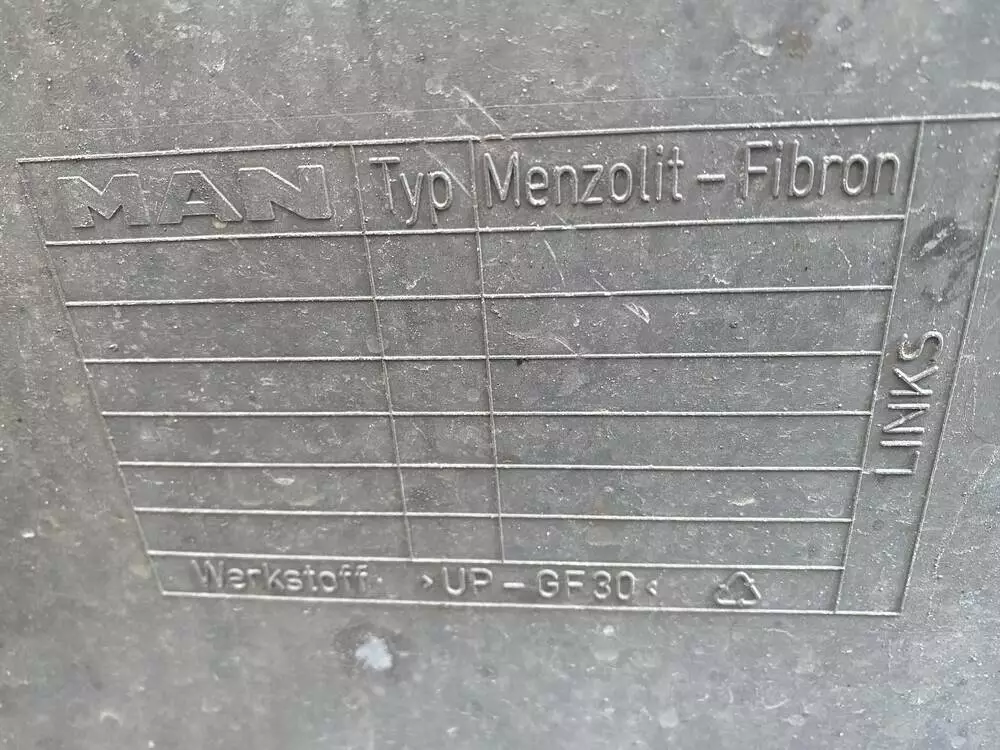 MAN Typ Menzolit - Fibron
LINKS
Werkstoff: >UP-GF30<